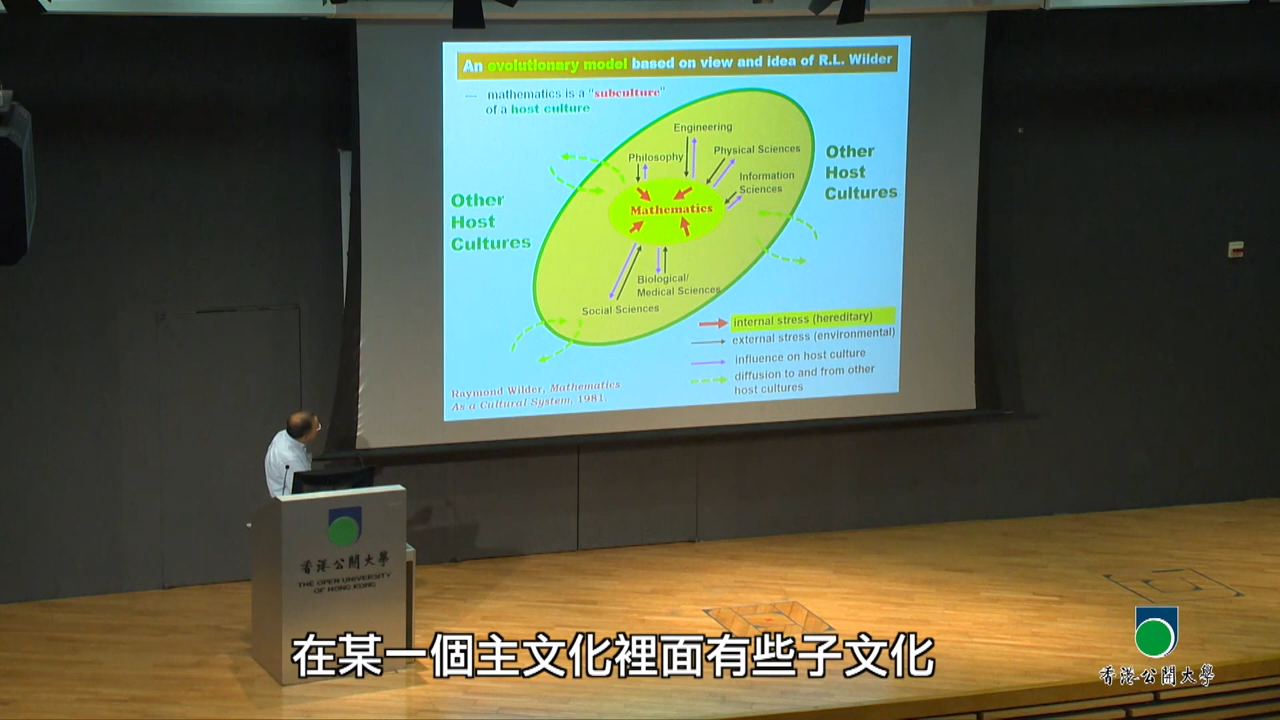 An evolutionary model based on view and idea of R.L. Wilder
— mathematics is a "subculture"
of a host culture
Engineering
Philosophy
Physical Sciences
Information
Sciences
Mathematics
Other
Host
Cultures
Other
Host
Cultures
Biological/
Medical Sciences
Social Sciences
internal stress (hereditary)
external stress (environmental)
influence on host culture
diffusion to and from other
host cultures
Raymond Wilder, Mathematics
As a Cultural System, 1981.
香港公開大學
THE OPEN UNIVERSITY
OF HONG KONG
在某一個主文化裡面有些子文化
香港公開大學